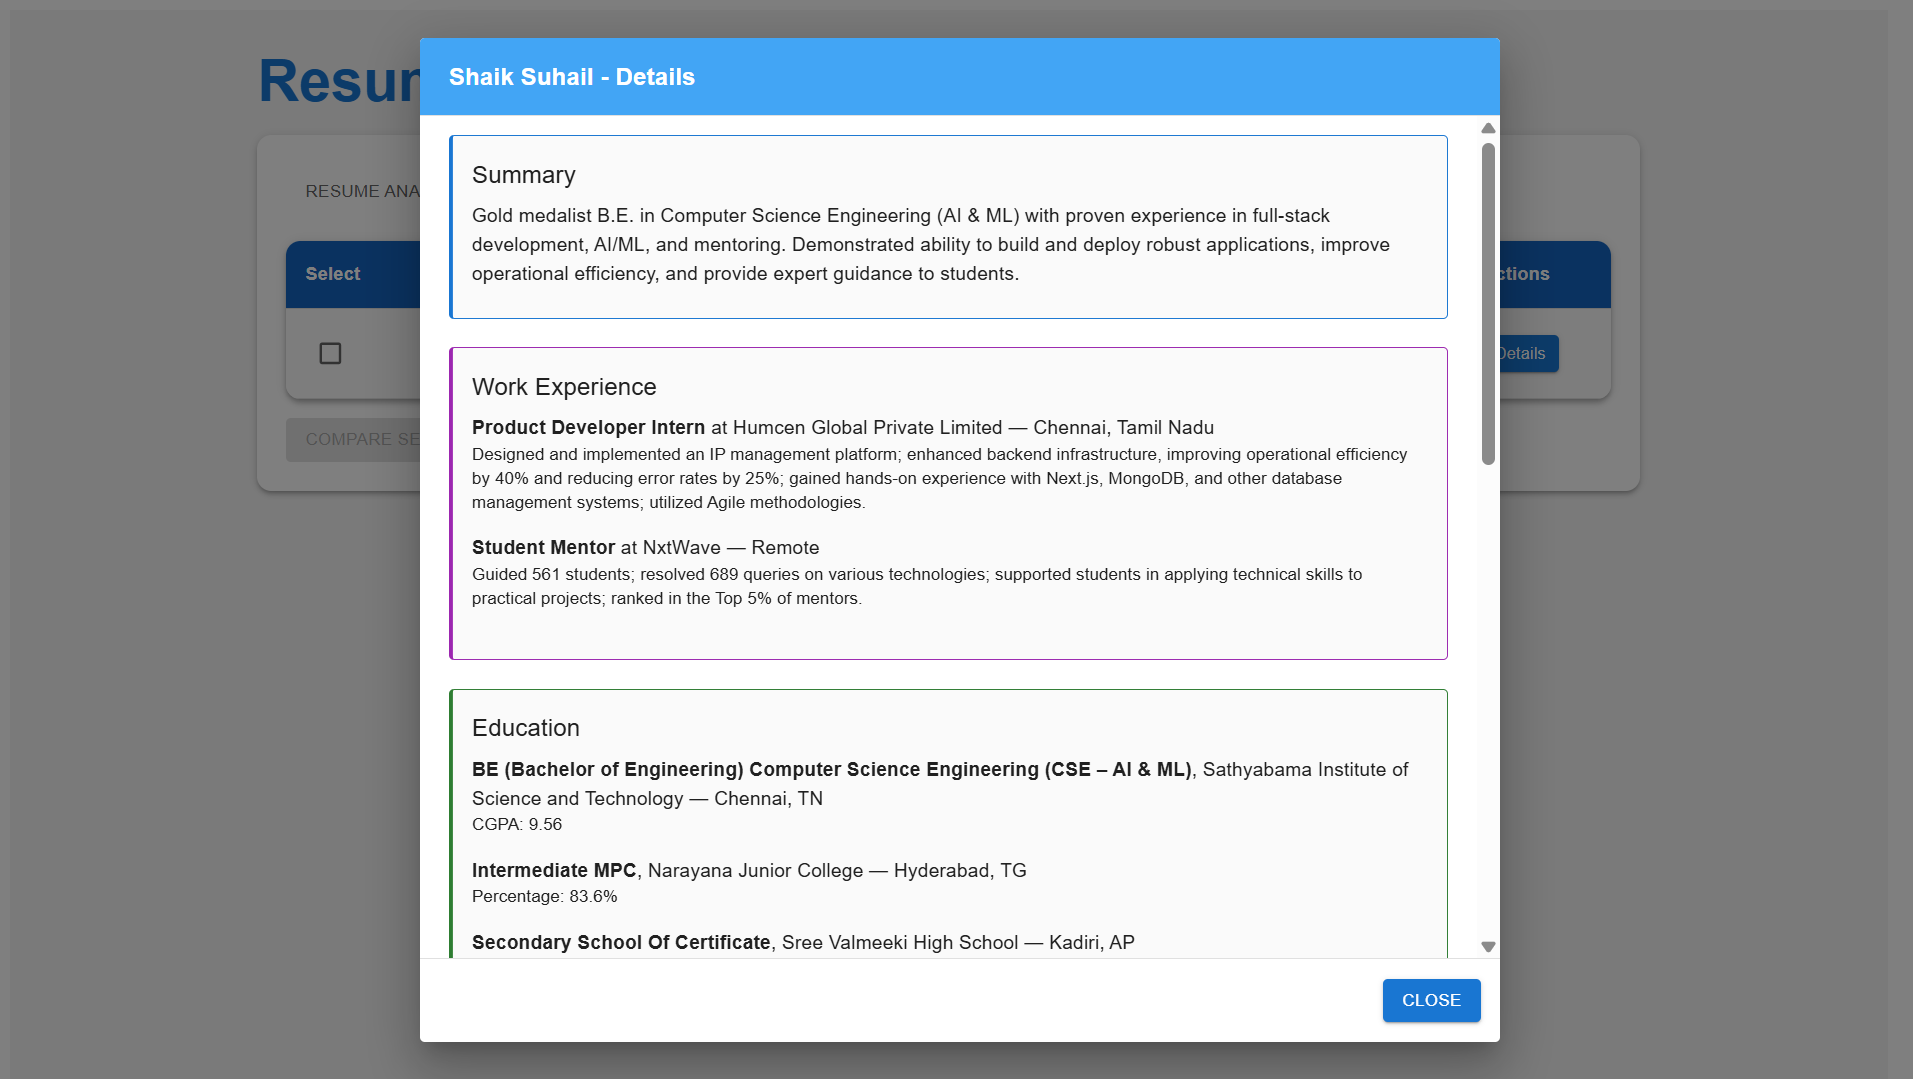 Shaik Suhail - Details
RESUME
Select
COMPARE
Details
Summary
Gold medalist B.E. in Computer Science Engineering (AI & ML) with proven experience in full-stack
development, AI/ML, and mentoring. Demonstrated ability to build and deploy robust applications, improve
operational efficiency, and provide expert guidance to students.
Work Experience
Product Developer Intern at Humcen Global Private Limited — Chennai, Tamil Nadu
Designed and implemented an IP management platform; enhanced backend infrastructure, improving operational efficiency
by 40% and reducing error rates by 25%; gained hands-on experience with Next.js, MongoDB, and other database
management systems; utilized Agile methodologies.
Student Mentor at NxtWave — Remote
Guided 561 students; resolved 689 queries on various technologies; supported students in applying technical skills to
practical projects; ranked in the Top 5% of mentors.
Education
BE (Bachelor of Engineering) Computer Science Engineering (CSE – AI & ML), Sathyabama Institute of
Science and Technology — Chennai, TN
CGPA: 9.56
Intermediate MPC, Narayana Junior College — Hyderabad, TG
Percentage: 83.6%
Secondary School Of Certificate, Sree Valmeeki High School — Kadiri, AP
CLOSE